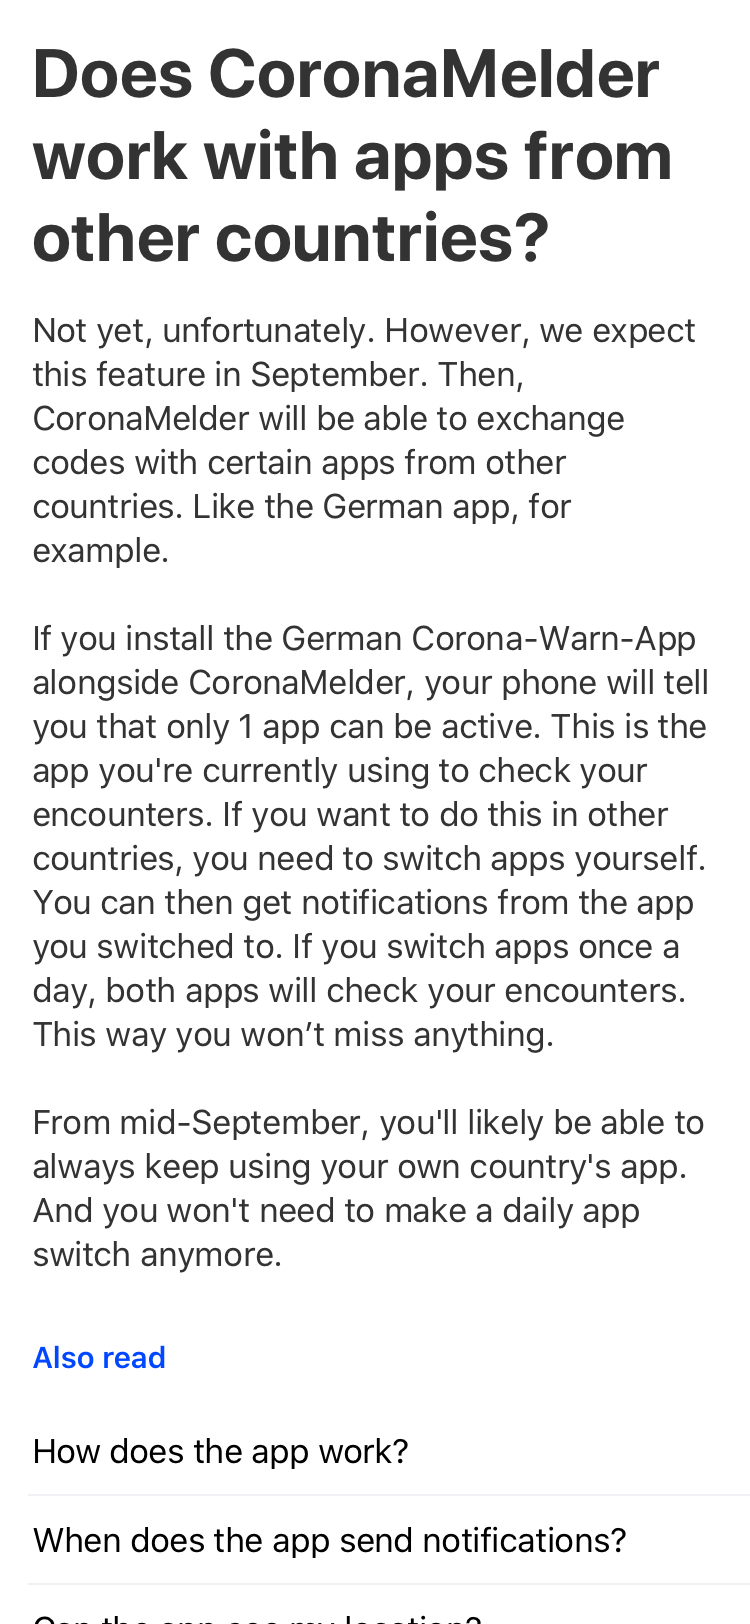 Does CoronaMelder
work with apps from
other countries?
Not yet, unfortunately. However, we expect
this feature in September. Then,
CoronaMelder will be able to exchange
codes with certain apps from other
countries. Like the German app, for
example.
If you install the German Corona-Warn-App
alongside CoronaMelder, your phone will tell
you that only 1 app can be active. This is the
app you're currently using to check your
encounters. If you want to do this in other
countries, you need to switch apps yourself.
You can then get notifications from the app
you switched to. If you switch apps once a
day, both apps will check your encounters.
This way you won’t miss anything.
From mid-September, you'll likely be able to
always keep using your own country's app.
And you won't need to make a daily app
switch anymore.
Also read
How does the app work?
When does the app send notifications?
Can the app see my location?